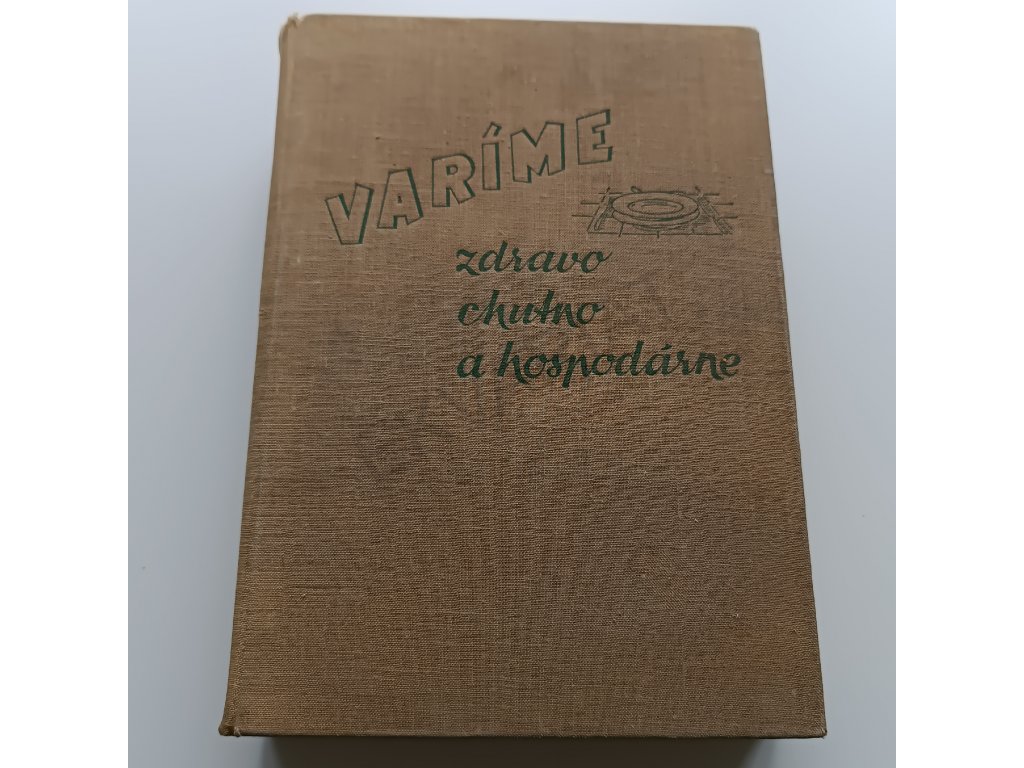 VARÍME
zdravo
chutno
a hospodárne